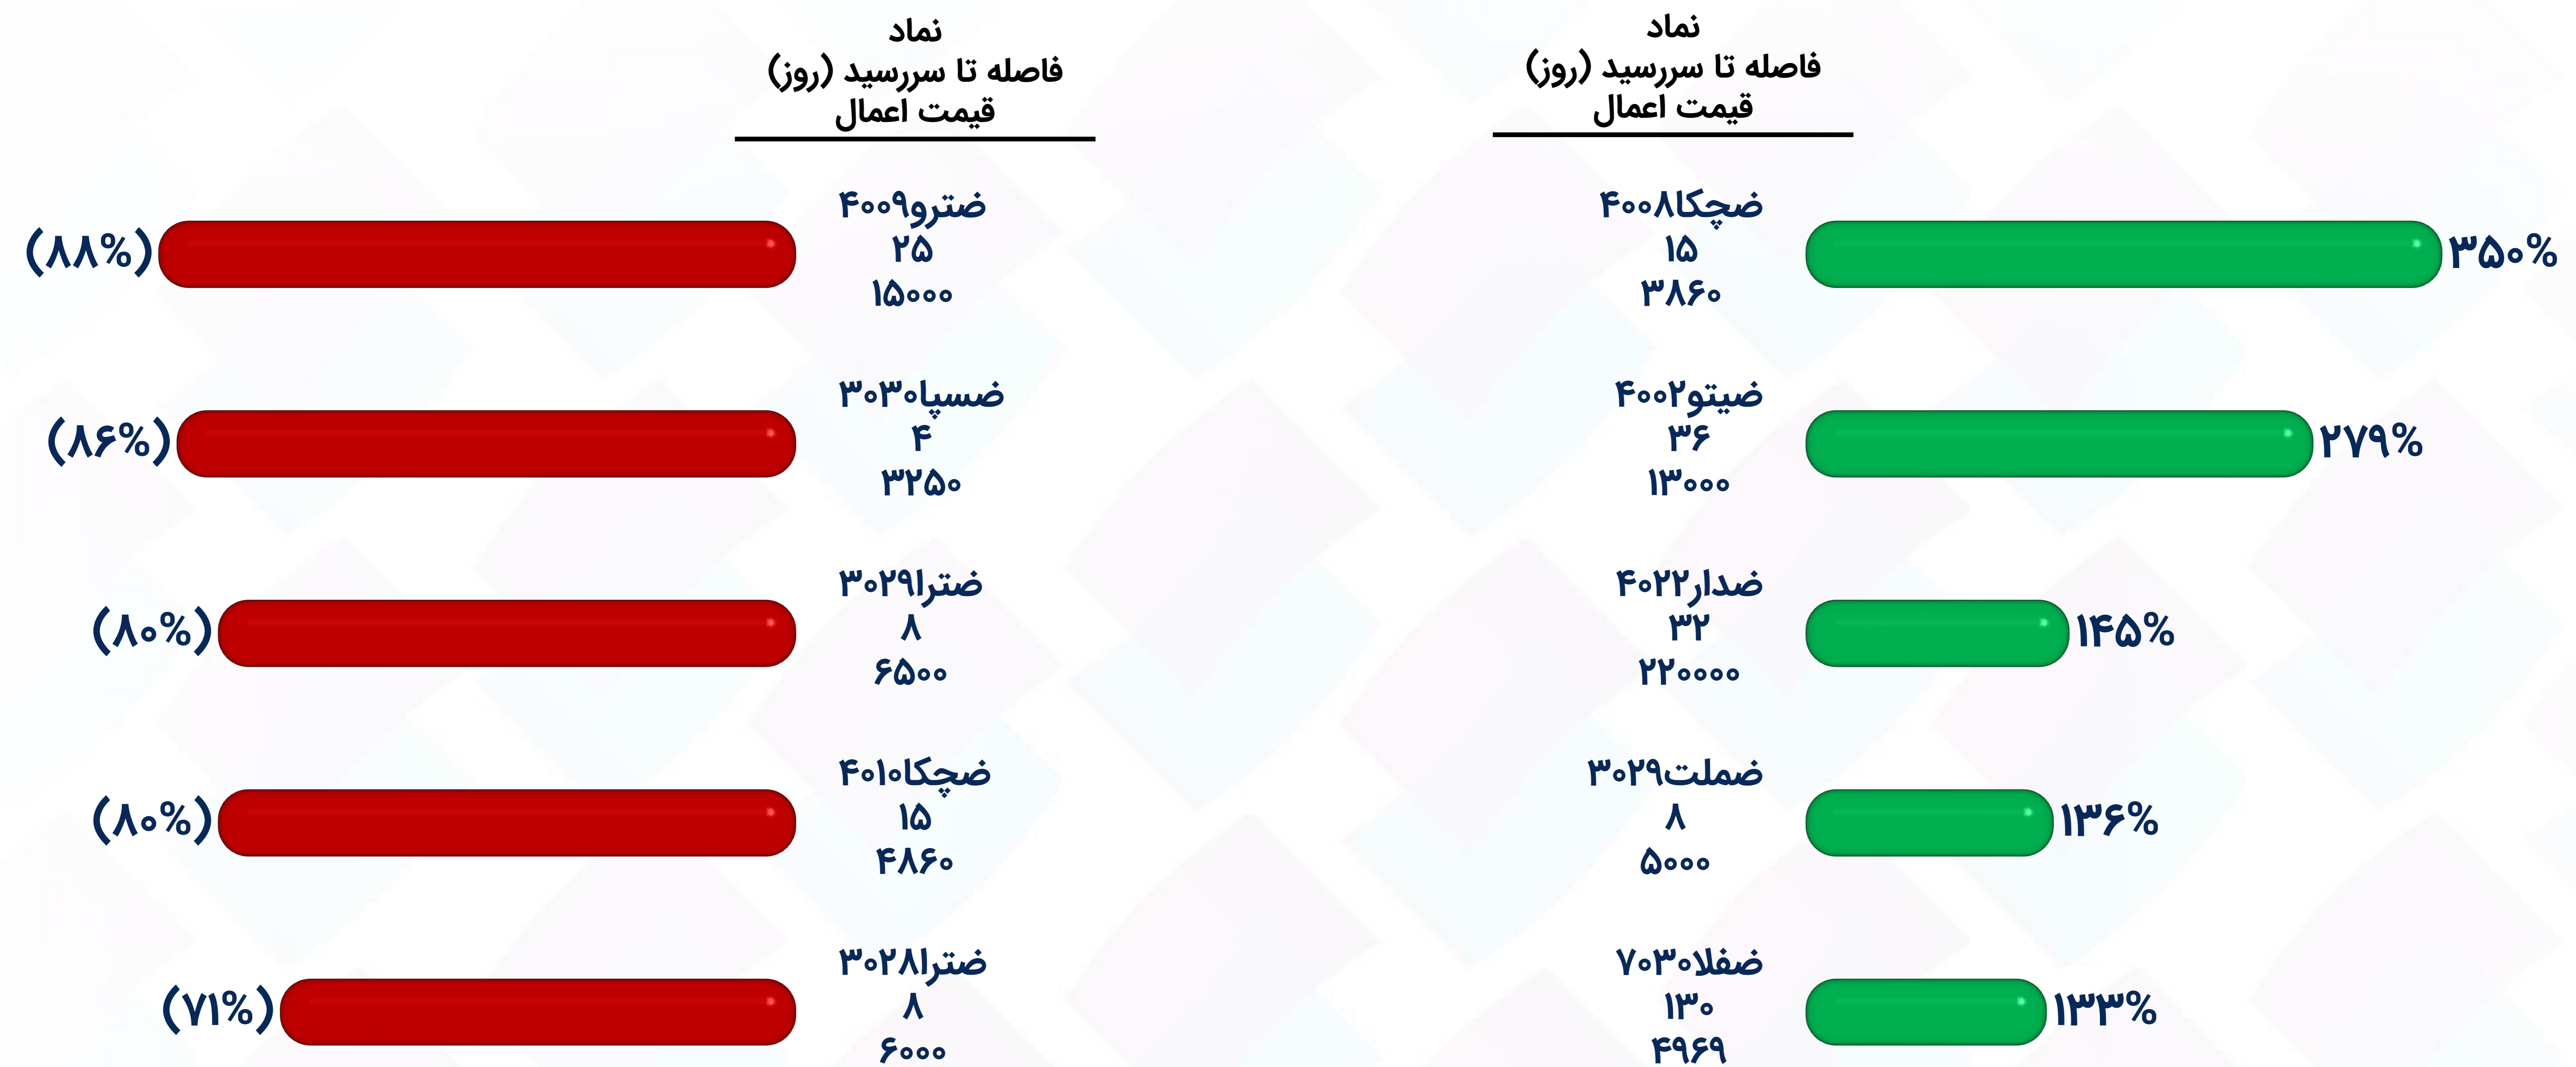 نماد
فاصله تا سررسید (روز)
قیمت اعمال
ضچکا۴۰۰۸
۱۵
۳۸۶۰
۳۵۰%
ضیتو۴۰۰۲
۳۶
۱۳۰۰۰
۲۷۹%
ضدار۴۰۲۲
۳۲
۲۲۰۰۰۰
۱۴۵%
ضملت۳۰۲۹
۸
۵۰۰۰
۱۳۶%
ضفلا۷۰۳۰
۱۳۰
۴۹۶۹
۱۳۳%
نماد
فاصله تا سررسید (روز)
قیمت اعمال
ضترو۴۰۰۹
۲۵
۱۵۰۰۰
(۸۸%)
ضسپا۳۰۳۰
۴
۳۲۵۰
(۸۶%)
ضترا۳۰۲۹
۸
۶۵۰۰
(۸۰%)
ضچکا۴۰۱۰
۱۵
۴۸۶۰
(۸۰%)
ضترا۳۰۲۸
۸
۶۰۰۰
(۷۱%)